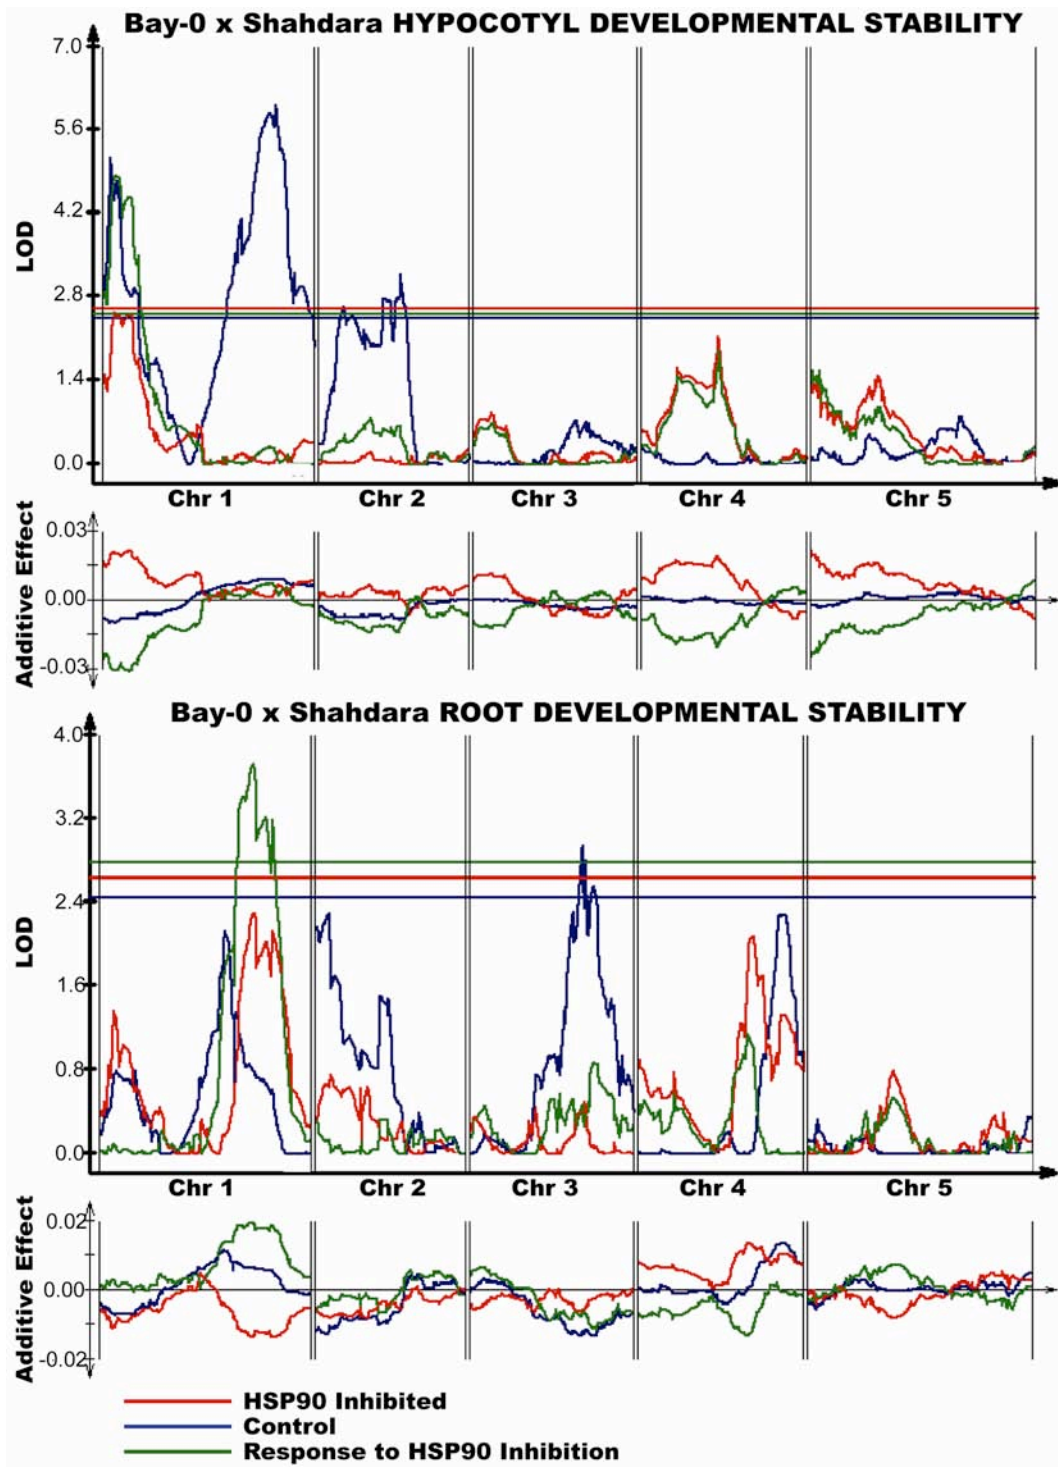 Bay-0 x Shahdara HYPOCOTYL DEVELOPMENTAL STABILITY
7.0
5.6
4.2
2.8
1.4
0.0
LOD
Chr 1 Chr 2 Chr 3 Chr 4 Chr 5
0.03
0.00
-0.03
Additive Effect
Bay-0 x Shahdara ROOT DEVELOPMENTAL STABILITY
4.0
3.2
2.4
1.6
0.8
0.0
LOD
Chr 1 Chr 2 Chr 3 Chr 4 Chr 5
0.02
0.00
-0.02
Additive Effect
HSP90 Inhibited
Control
Response to HSP90 Inhibition